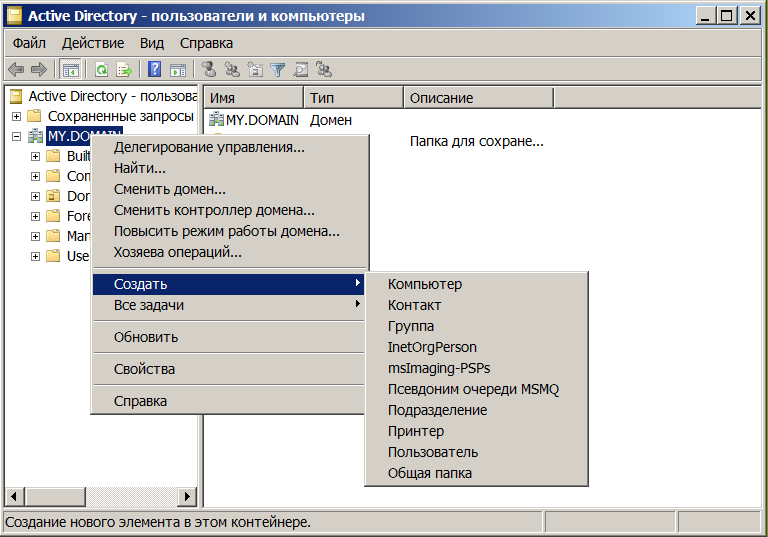 Active Directory - пользователи и компьютеры
Файл Действие Вид Справка
Active Directory - пользова
Сохраненные запросы
MY.DOMAIN
Built
Con
Dor
Fore
Man
Use
Имя Тип Описание
MY.DOMAIN Домен
Папка для сохране...
Делегирование управления...
Найти...
Сменить домен...
Сменить контроллер домена...
Повысить режим работы домена...
Хозяева операций...
Создать
Все задачи
Обновить
Свойства
Справка
Компьютер
Контакт
Группа
InetOrgPerson
msImaging-PSPs
Псевдоним очереди MSMQ
Подразделение
Принтер
Пользователь
Общая папка
Создание нового элемента в этом контейнере.